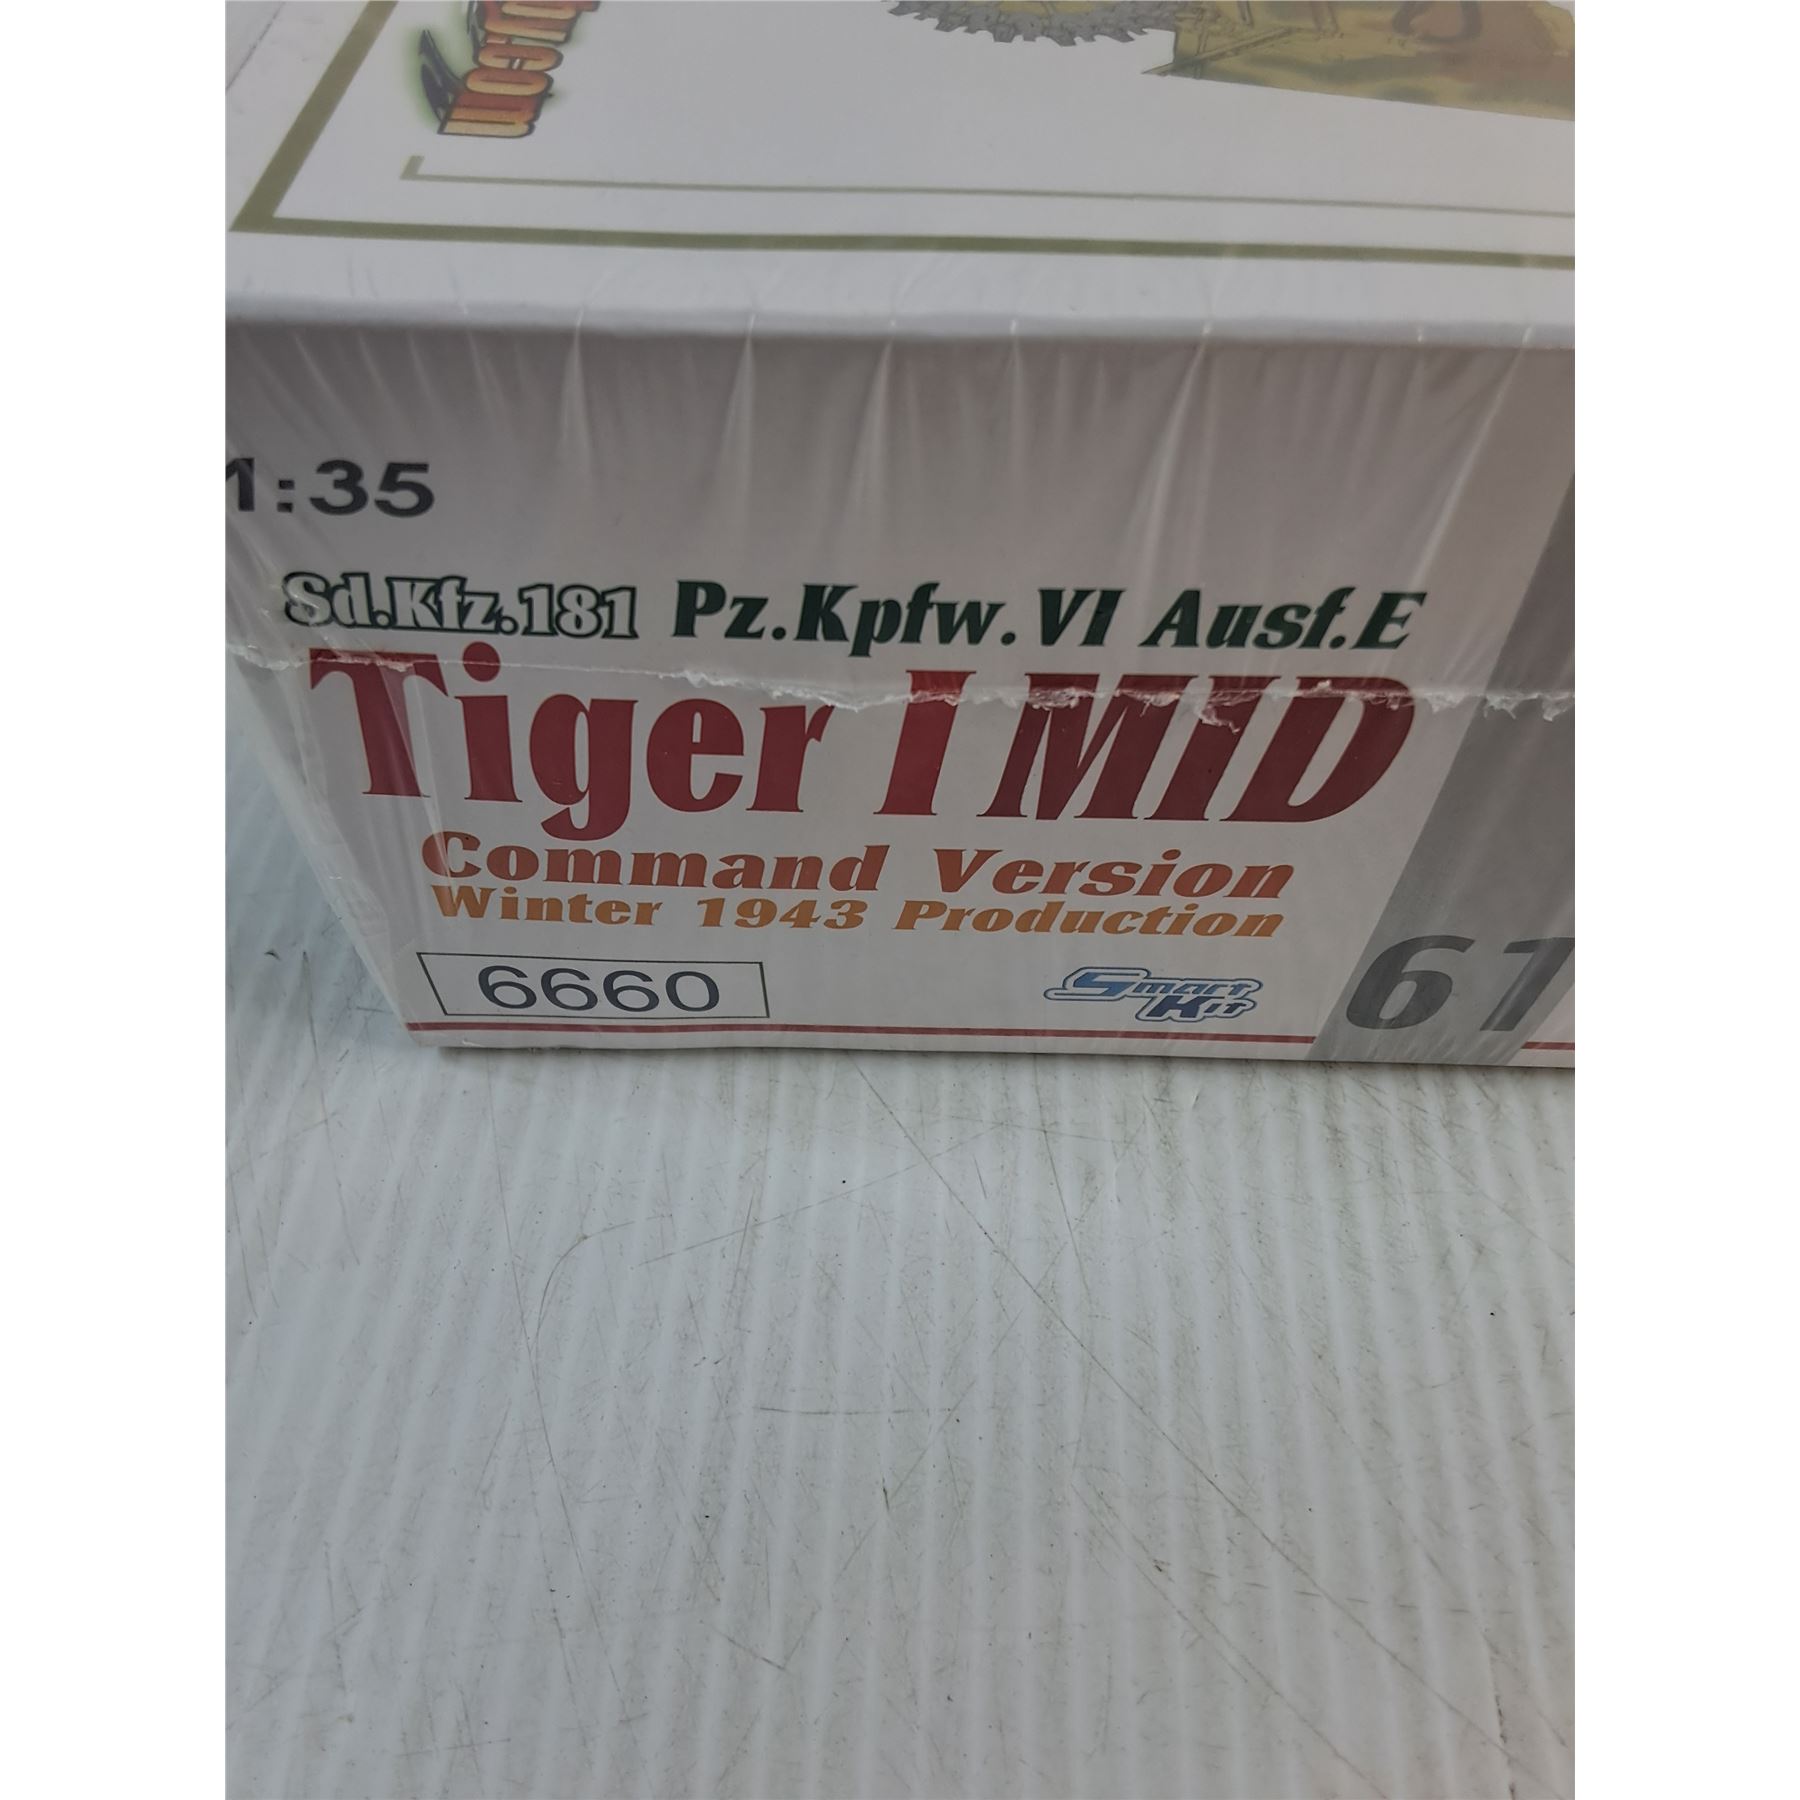 .com
1:35
Sd.Kfz.181 Pz.Kpfw.VI Ausf.E
Tiger I MID
Command Version
Winter 1943 Production
6660
Smart Kit
61